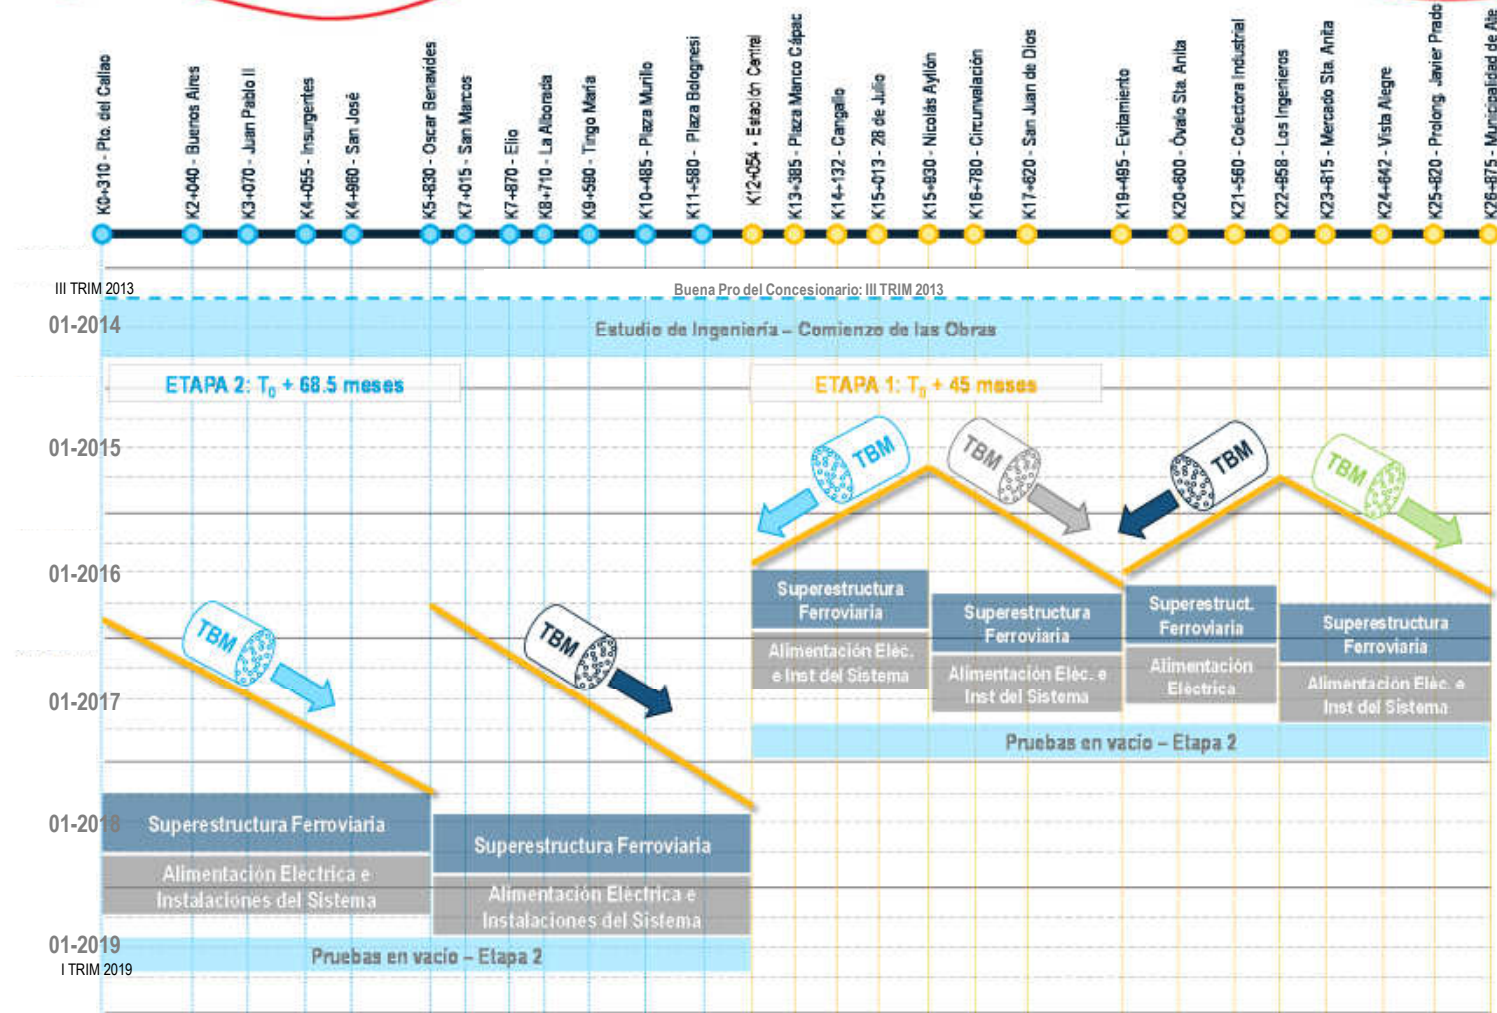 K0+310 - Pto. del Callao
K2+040 - Buenos Aires
K3+070 - Juan Pablo II
K4+055 - Insurgentes
K4+960 - San José
K5+830 - Oscar Benavides
K7+015 - San Marcos
K7+870 - Elio
K8+710 - La Alborada
K9+590 - Tingo María
K10+485 - Plaza Murillo
K11+580 - Plaza Bolognesi
K12+054 - Estación Central
K13+385 - Plaza Manco Cápac
K14+132 - Cangallo
K15+013 - 28 de Julio
K15+930 - Nicolás Ayllón
K16+780 - Circunvalación
K17+620 - San Juan de Dios
K19+495 - Evitamiento
K20+600 - Óvalo Sta. Anita
K21+560 - Colectora Industrial
K22+958 - Los Ingenieros
K23+815 - Mercado Sta. Anita
K24+642 - Vista Alegre
K25+820 - Prolong. Javier Prado
K26+875 - Municipalidad de Ate
III TRIM 2013
Buena Pro del Concesionario: III TRIM 2013
01-2014
Estudio de Ingeniería – Comienzo de las Obras
ETAPA 2: T0 + 68.5 meses
ETAPA 1: T0 + 45 meses
01-2015
TBM
TBM
TBM
TBM
01-2016
Superestructura
Ferroviaria
Superestructura
Ferroviaria
Superestruct.
Ferroviaria
Superestructura
Ferroviaria
TBM
TBM
Alimentación Eléc.
e Inst del Sistema
Alimentación Eléc. e
Inst del Sistema
Alimentación
Eléctrica
Alimentación Eléc. e
Inst del Sistema
01-2017
Pruebas en vacío – Etapa 2
01-2018
Superestructura Ferroviaria
Superestructura Ferroviaria
Alimentación Eléctrica e
Instalaciones del Sistema
Alimentación Eléctrica e
Instalaciones del Sistema
01-2019
Pruebas en vacío – Etapa 2
I TRIM 2019